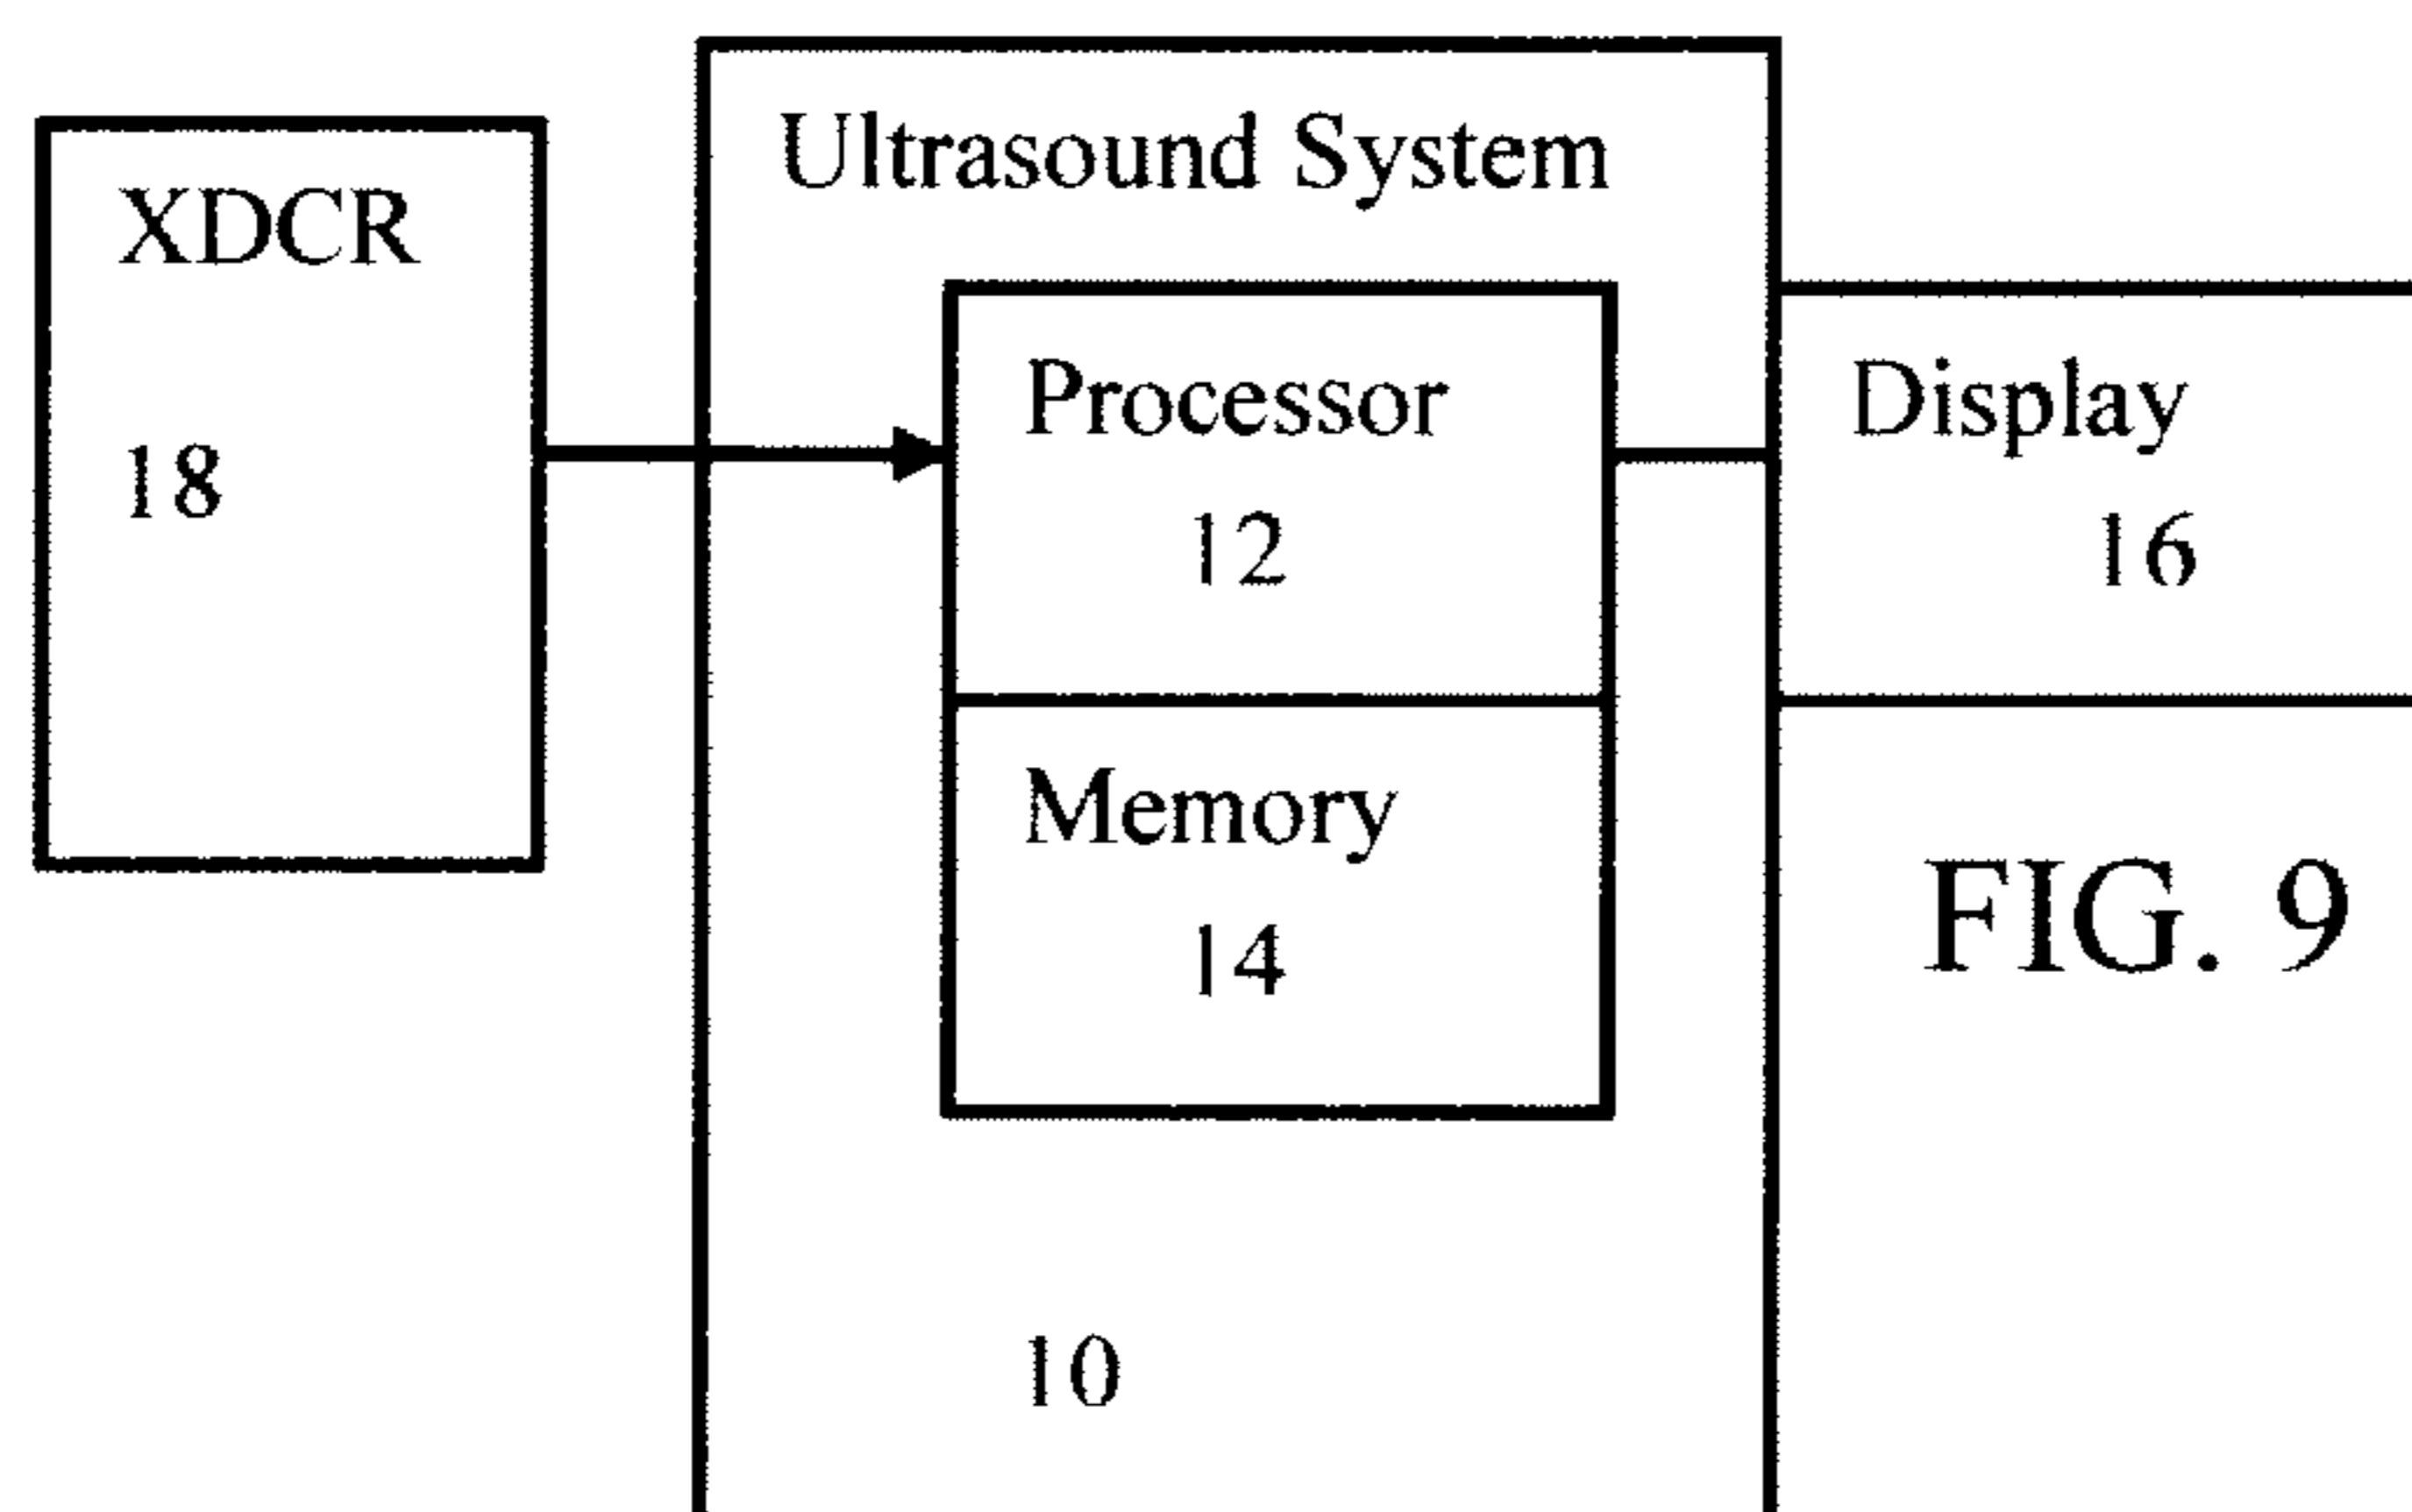 XDCR
18
Ultrasound System
Processor
12
Memory
14
10
Display
16
FIG. 9